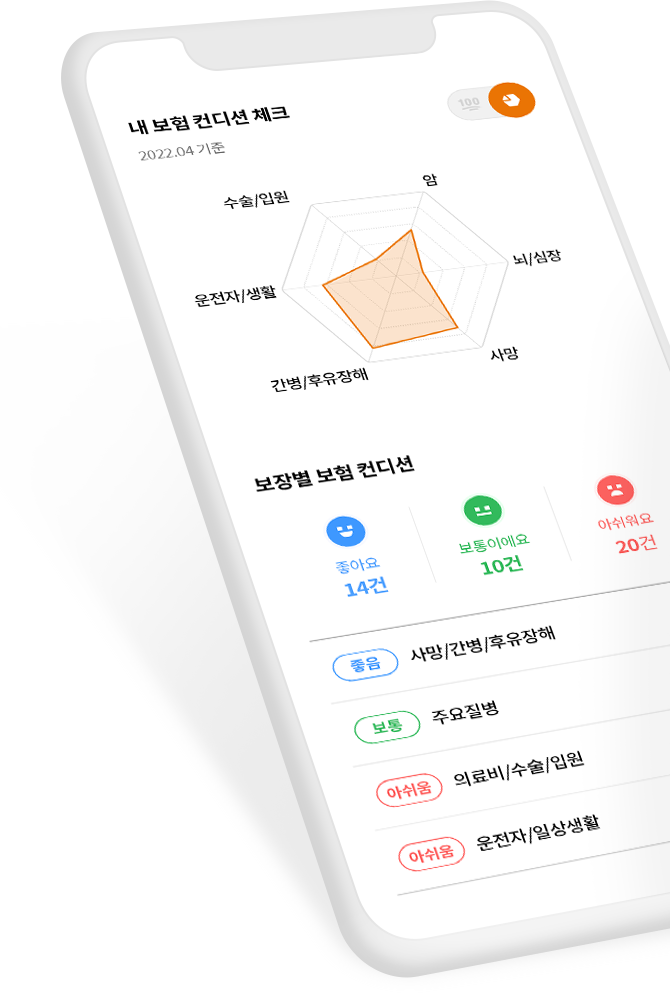 내 보험 컨디션 체크
100
2022.04 기준
암
수술/입원
뇌/심장
운전자/생활
사망
간병/후유장해
보장별 보험 컨디션
좋아요
14건
보통이에요
10건
아쉬워요
20건
좋음 사망/간병/후유장해
보통 주요질병
아쉬움 의료비/수술/입원
아쉬움 운전자/일상생활